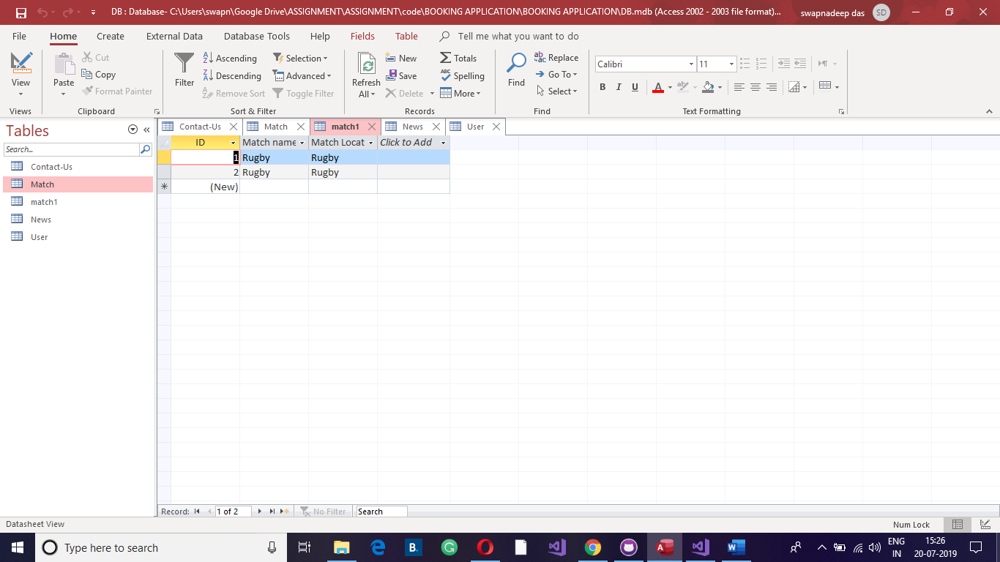 DB : Database- C:\Users\swapn\Google Drive\ASSIGNMENT\ASSIGNMENT\code\BOOKING APPLICATION\BOOKING APPLICATION\DB.mdb (Access 2002 - 2003 file format)... swapnadeep das SD
File Home Create External Data Database Tools Help Fields Table Tell me what you want to do
View
Views
Paste
Cut
Copy
Format Painter
Clipboard
Filter
Ascending
Descending
Remove Sort
Selection
Advanced
Toggle Filter
Sort & Filter
Refresh
All
New
Save
Delete
Totals
Spelling
More
Records
Find
Replace
Go To
Select
Find
Calibri 11
B I U A
Text Formatting
Tables
Search...
Contact-Us
Match
match1
News
User
Contact-Us Match match1 News User
ID Match name Match Locat Click to Add
1 Rugby Rugby
2 Rugby Rugby
(New)
Record: 1 of 2 No Filter Search
Datasheet View Num Lock
Type here to search
ENG
IN
15:26
20-07-2019